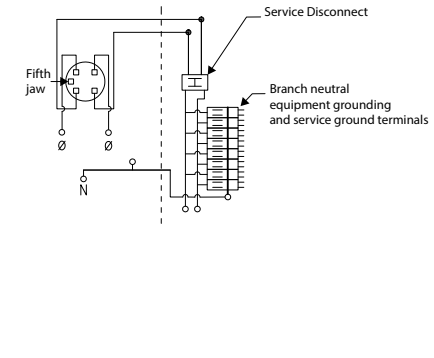 Service Disconnect
Fifth
jaw
Branch neutral
equipment grounding
and service ground terminals
Ø Ø
N